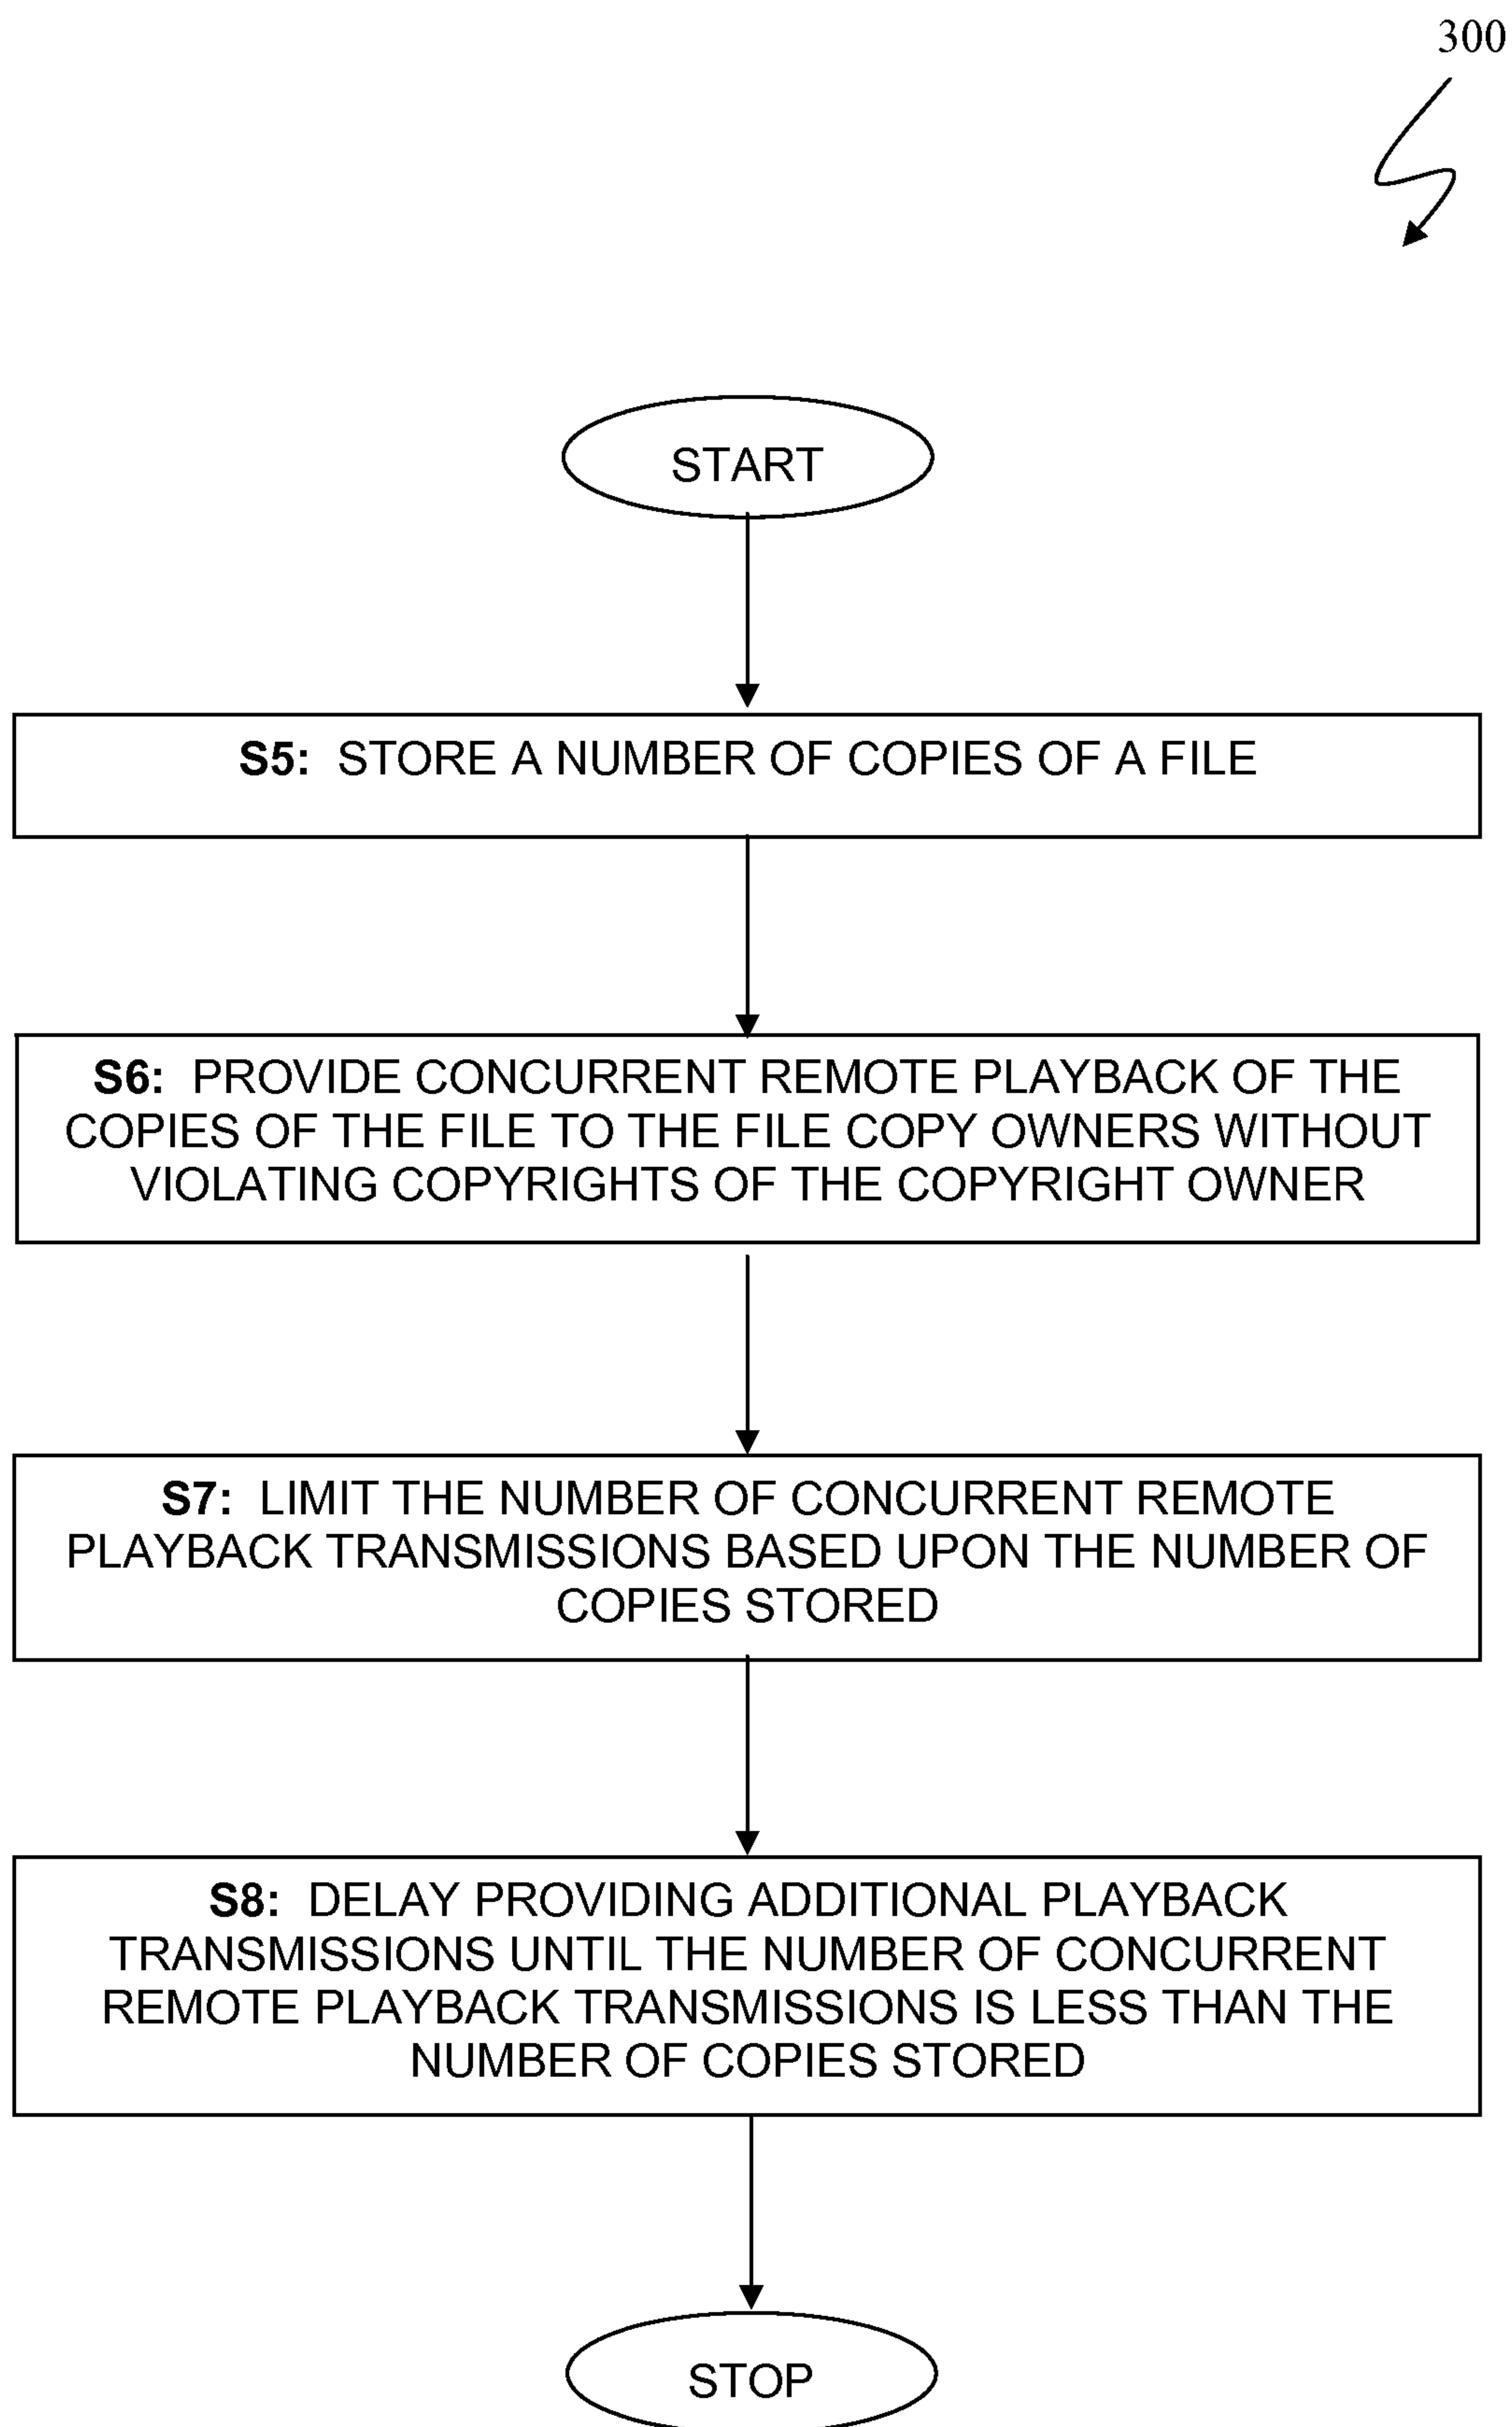 300
START
S5: STORE A NUMBER OF COPIES OF A FILE
S6: PROVIDE CONCURRENT REMOTE PLAYBACK OF THE
COPIES OF THE FILE TO THE FILE COPY OWNERS WITHOUT
VIOLATING COPYRIGHTS OF THE COPYRIGHT OWNER
S7: LIMIT THE NUMBER OF CONCURRENT REMOTE
PLAYBACK TRANSMISSIONS BASED UPON THE NUMBER OF
COPIES STORED
S8: DELAY PROVIDING ADDITIONAL PLAYBACK
TRANSMISSIONS UNTIL THE NUMBER OF CONCURRENT
REMOTE PLAYBACK TRANSMISSIONS IS LESS THAN THE
NUMBER OF COPIES STORED
STOP